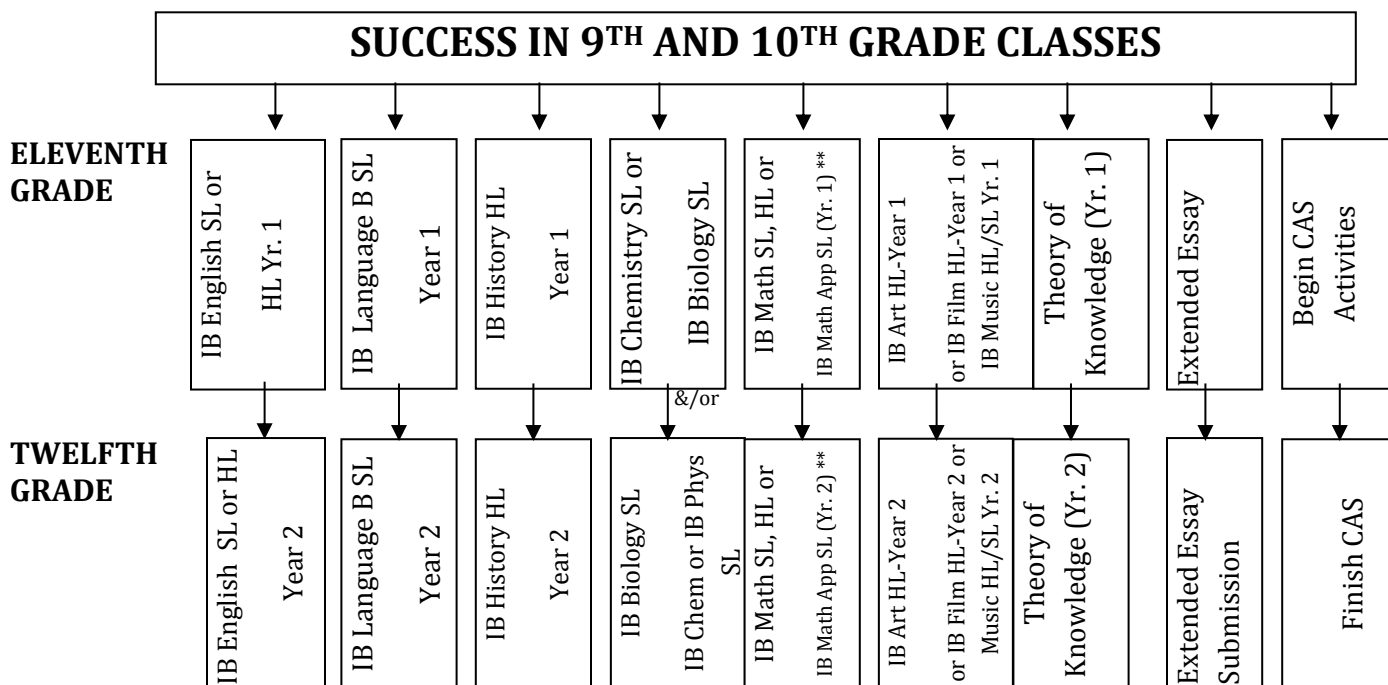 SUCCESS IN 9TH AND 10TH GRADE CLASSES
ELEVENTH
GRADE
IB English SL or
HL Yr. 1
IB Language B SL
Year 1
IB History HL
Year 1
IB Chemistry SL or
IB Biology SL
IB Math SL, HL or
IB Math App SL (Yr. 1) **
IB Art HL-Year 1
or IB Film HL-Year 1 or
IB Music HL/SL Yr. 1
Theory of
Knowledge (Yr. 1)
Extended Essay
Begin CAS
Activities
&/or
TWELFTH
GRADE
IB English SL or HL
Year 2
IB Language B SL
Year 2
IB History HL
Year 2
IB Biology SL
IB Chem or IB Phys
SL
IB Math SL, HL or
IB Math App SL (Yr. 2) **
IB Art HL-Year 2
or IB Film HL-Year 2 or
Music HL/SL Yr. 2
Theory of
Knowledge (Yr. 2)
Extended Essay
Submission
Finish CAS